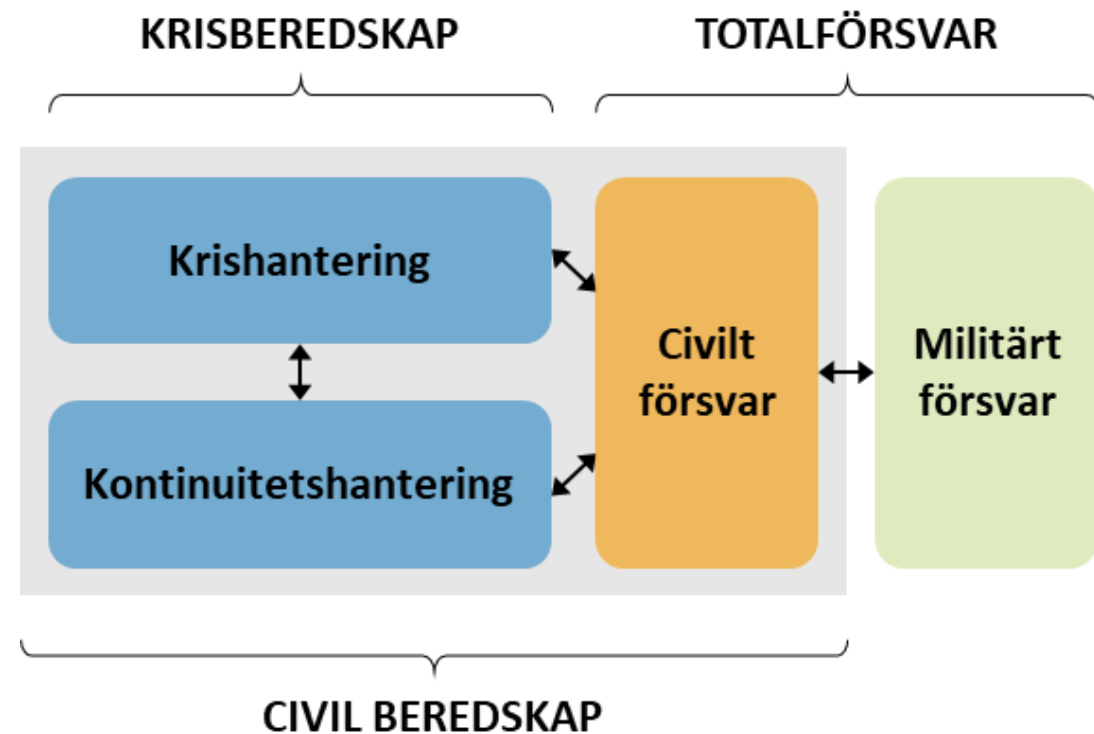 KRISBEREDSKAP
TOTALFÖRSVAR
Krishantering
Kontinuitetshantering
Civilt
försvar
Militärt
försvar
CIVIL BEREDSKAP